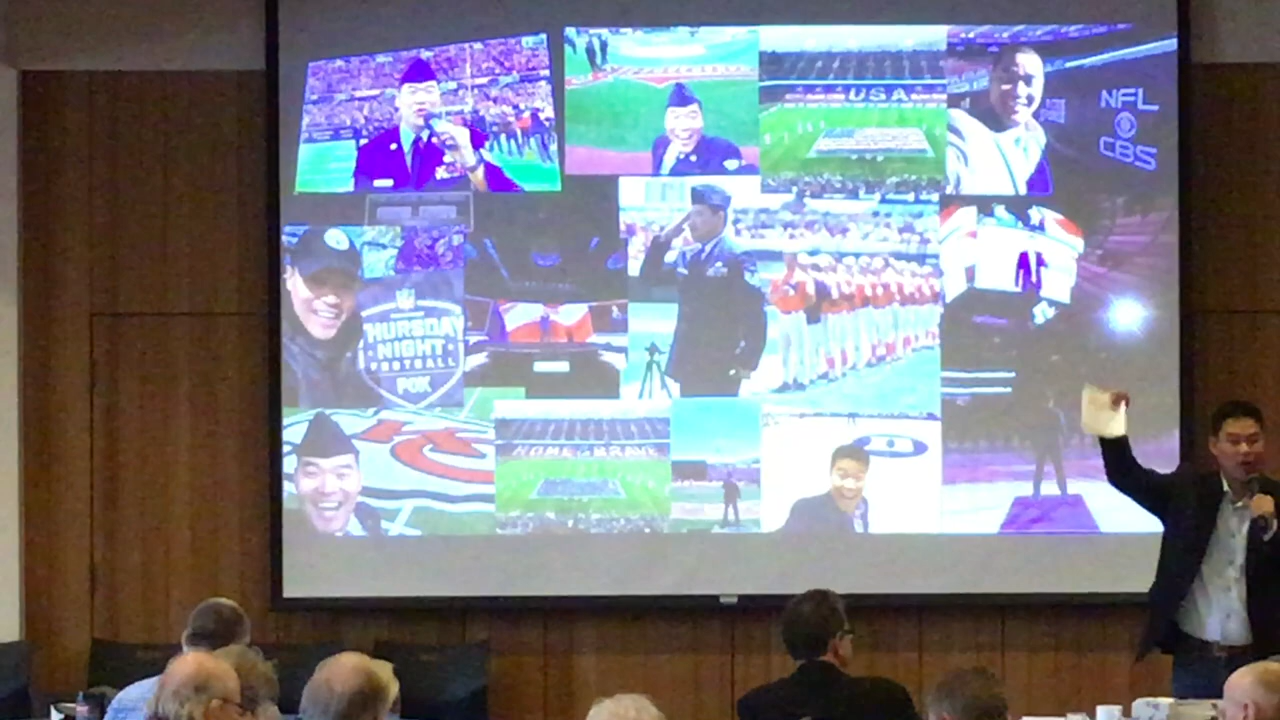 USA
NFL
CBS
THURSDAY
NIGHT
FOOTBALL
FOX
HOME OF THE BRAVE